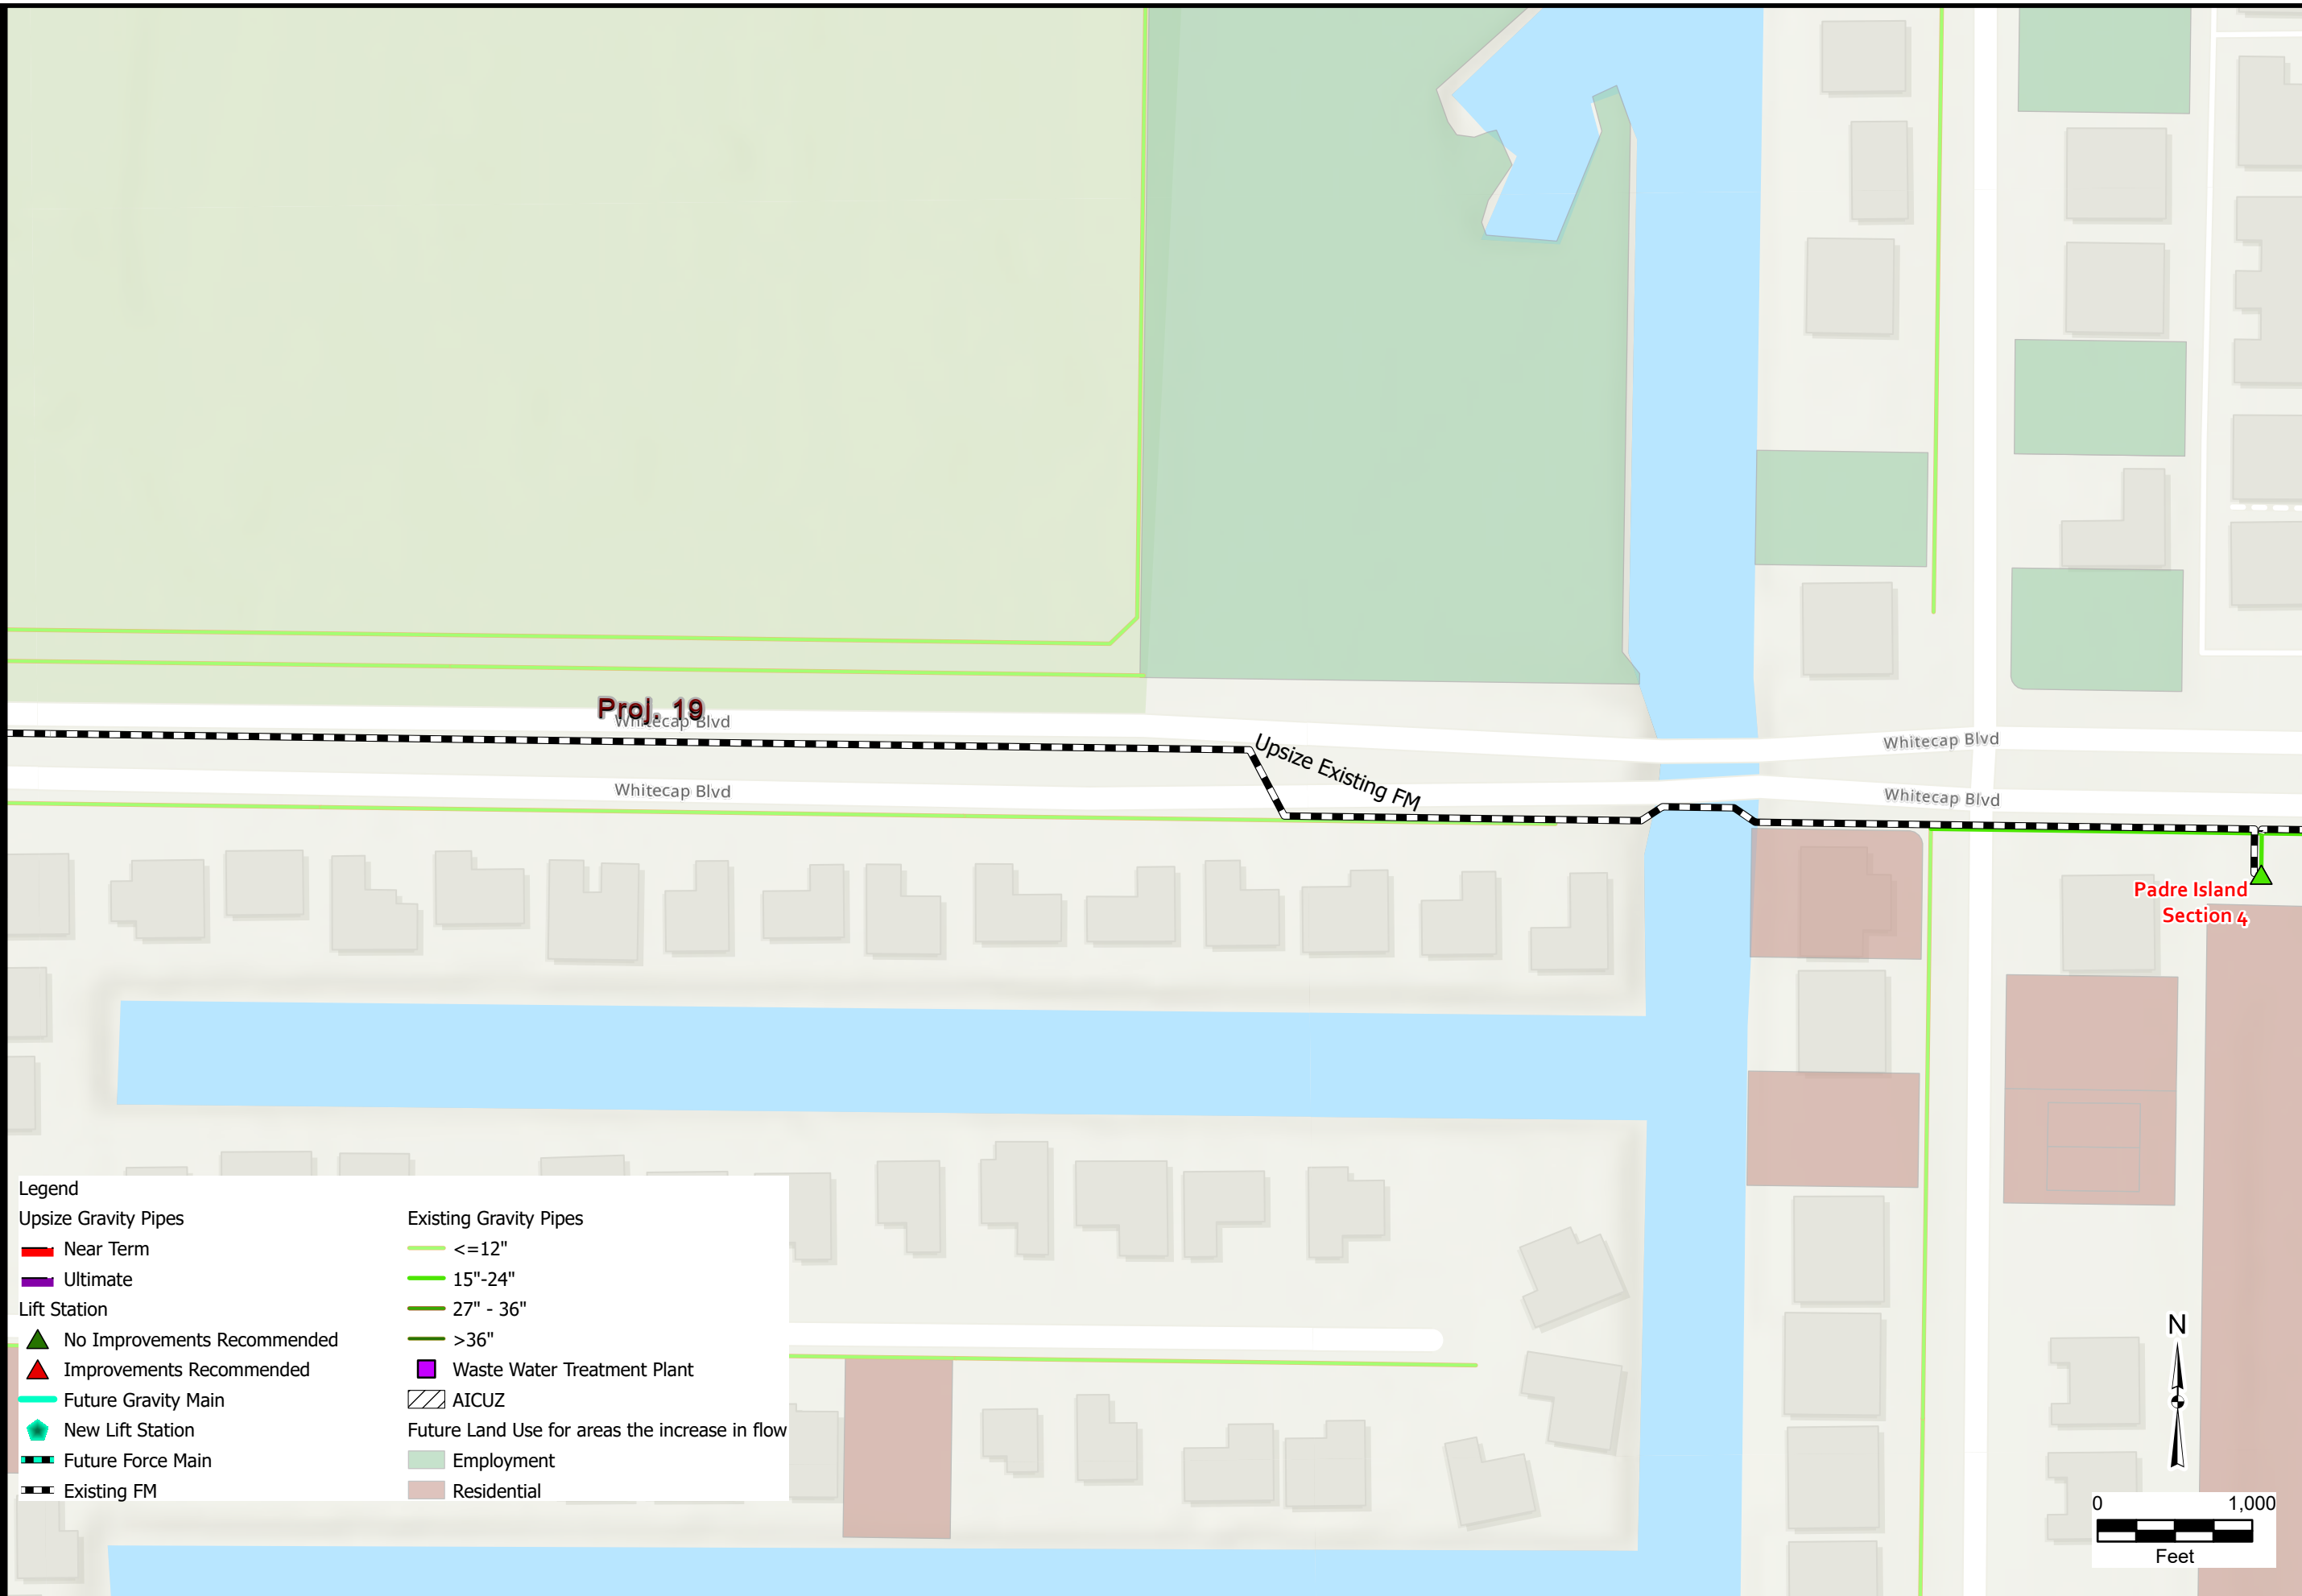 Proj. 19
Whitecap Blvd
Upsize Existing FM
Whitecap Blvd
Whitecap Blvd
Whitecap Blvd
Padre Island
Section 4
Legend
Upsize Gravity Pipes
Near Term
Ultimate
Lift Station
No Improvements Recommended
Improvements Recommended
Future Gravity Main
New Lift Station
Future Force Main
Existing FM
Existing Gravity Pipes
<=12"
15"-24"
27" - 36"
>36"
Waste Water Treatment Plant
AICUZ
Future Land Use for areas the increase in flow
Employment
Residential
N
0 1,000
Feet